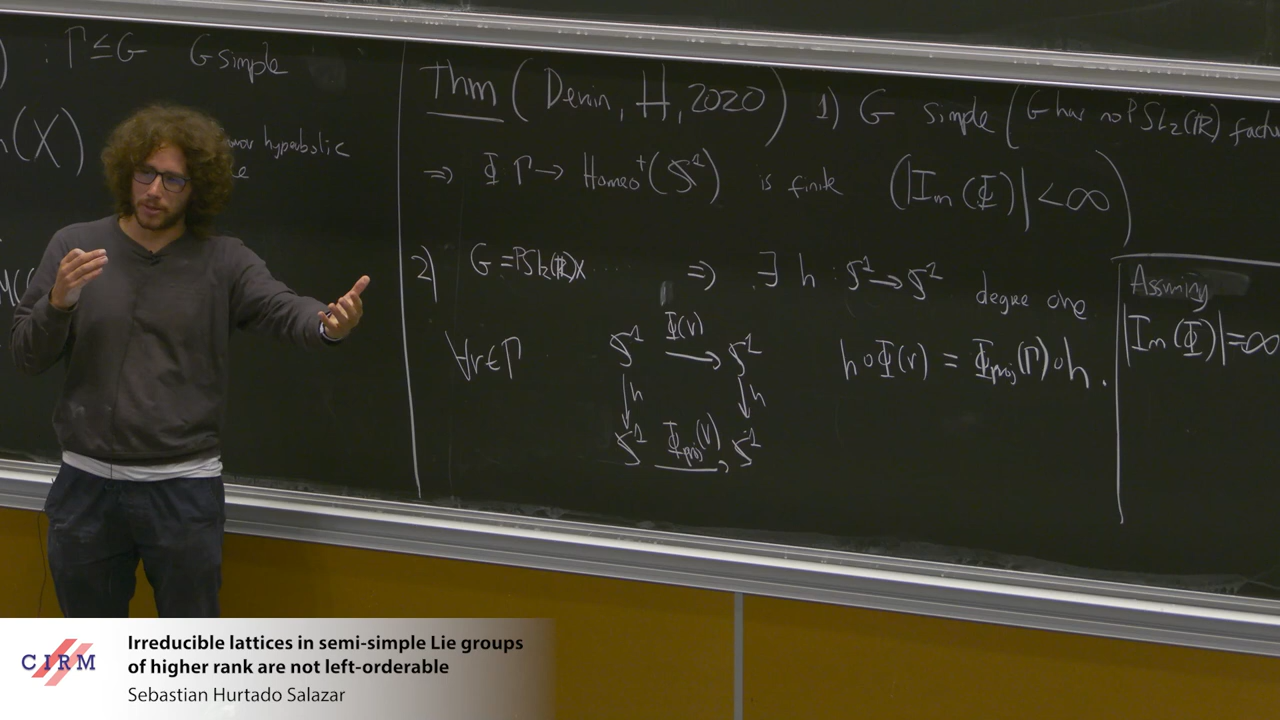 : Γ ≤ G G simple
(X)
hyperbolic
Thm (Deroin, H, 2020) 1) G simple (G has no PSL₂(ℝ) factor
⇒ Φ: Γ → Homeo⁺(S¹) is finite (|Im(Φ)| < ∞)
2) G = PSL₂(ℝ)× ..... ⇒ ∃ h : S¹ → S¹ degree one
∀γ∈Γ
S¹ Φ(γ) → S¹
↓h ↓h
S¹ Φproj(γ) → S¹
h∘Φ(γ) = Φproj(Γ)∘h.
Assuming
|Im(Φ)| = ∞
CIRM
Irreducible lattices in semi-simple Lie groups
of higher rank are not left-orderable
Sebastian Hurtado Salazar